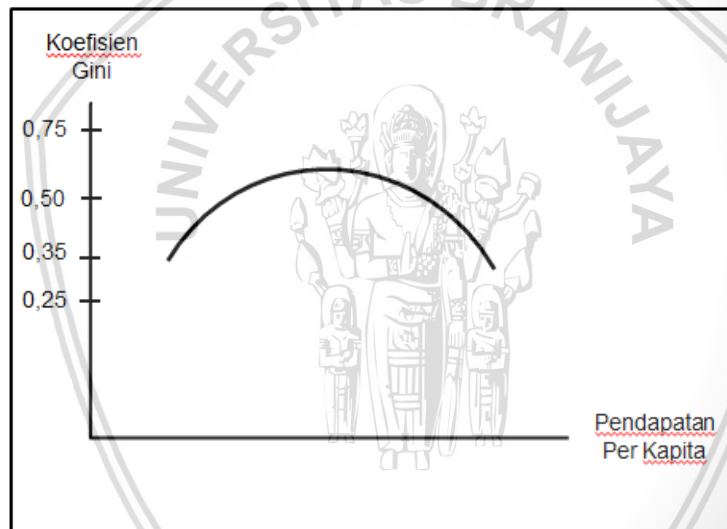 UNIVERSITAS BRAWIJAYA
Koefisien
Gini
0,75
0,50
0,35
0,25
Pendapatan
Per Kapita